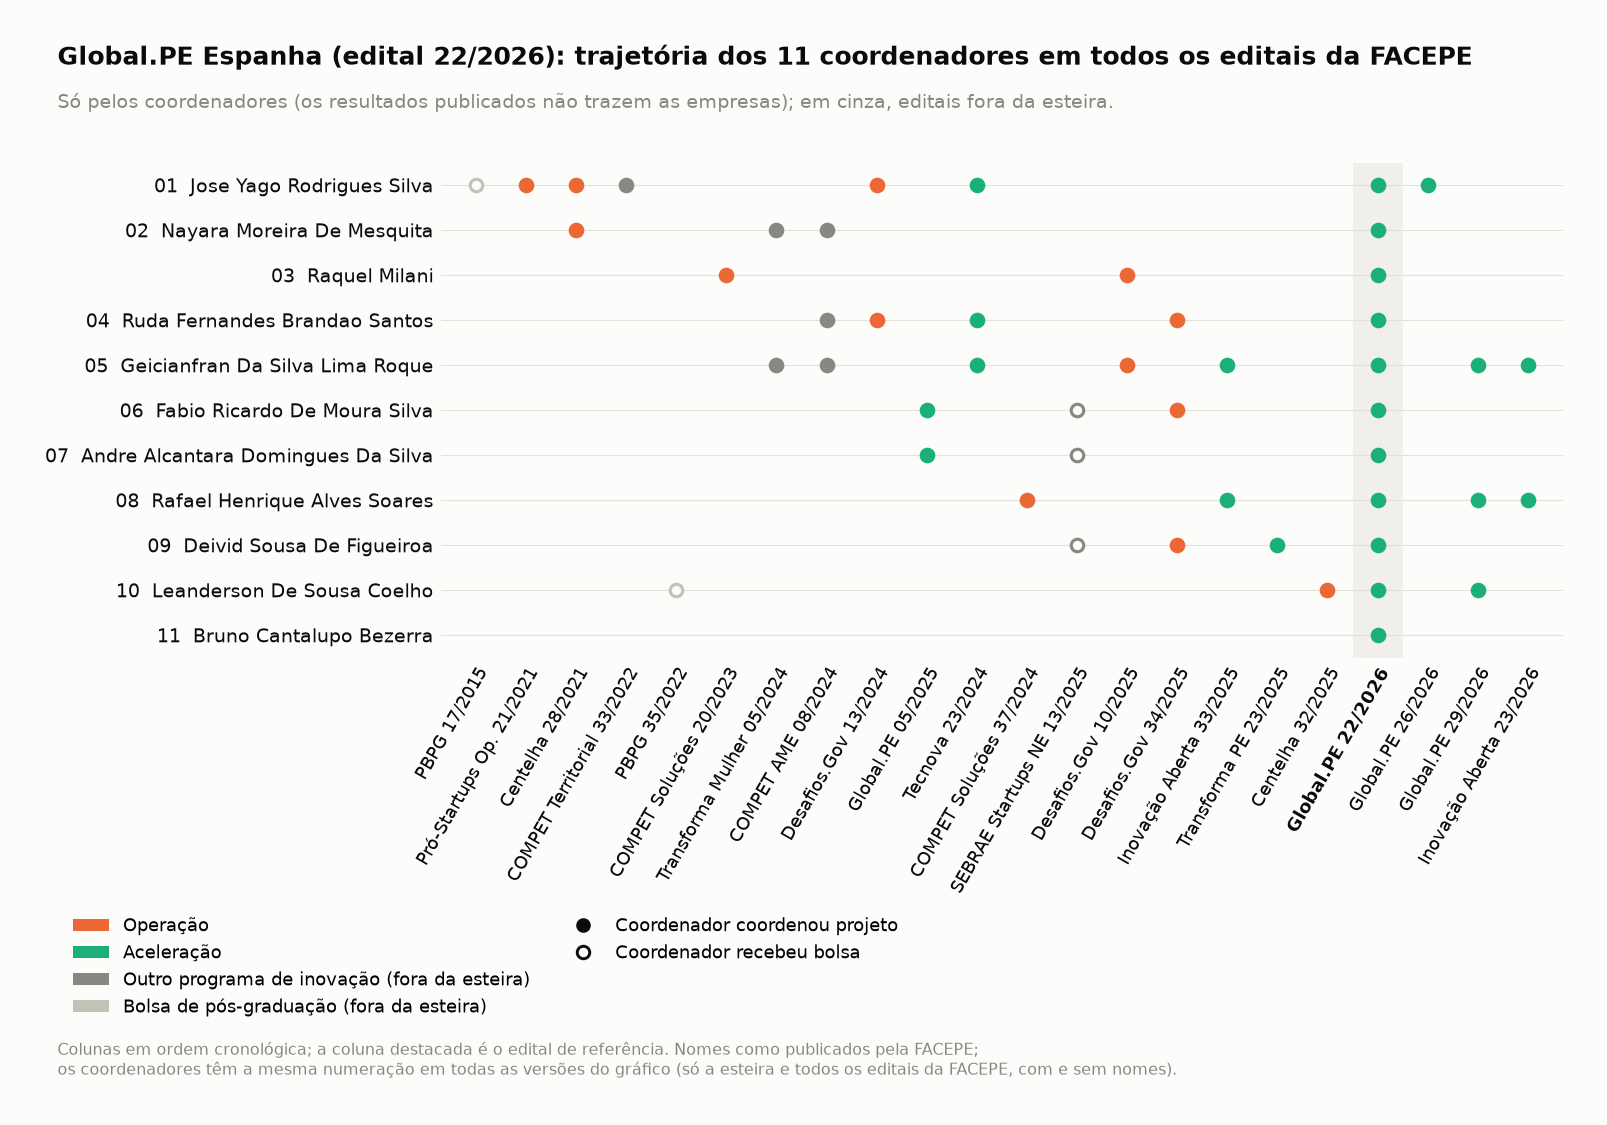 Global.PE Espanha (edital 22/2026): trajetória dos 11 coordenadores em todos os editais da FACEPE
Só pelos coordenadores (os resultados publicados não trazem as empresas); em cinza, editais fora da esteira.
01 Jose Yago Rodrigues Silva
02 Nayara Moreira De Mesquita
03 Raquel Milani
04 Ruda Fernandes Brandao Santos
05 Geicianfran Da Silva Lima Roque
06 Fabio Ricardo De Moura Silva
07 Andre Alcantara Domingues Da Silva
08 Rafael Henrique Alves Soares
09 Deivid Sousa De Figueiroa
10 Leanderson De Sousa Coelho
11 Bruno Cantalupo Bezerra
PBPG 17/2015
Pró-Startups Op. 21/2021
Centelha 28/2021
COMPET Territorial 33/2022
PBPG 35/2022
COMPET Soluções 20/2023
Transforma Mulher 05/2024
COMPET AME 08/2024
Desafios.Gov 13/2024
Global.PE 05/2025
Tecnova 23/2024
COMPET Soluções 37/2024
SEBRAE Startups NE 13/2025
Desafios.Gov 10/2025
Desafios.Gov 34/2025
Inovação Aberta 33/2025
Transforma PE 23/2025
Centelha 32/2025
Global.PE 22/2026
Global.PE 26/2026
Global.PE 29/2026
Inovação Aberta 23/2026
Operação
Aceleração
Outro programa de inovação (fora da esteira)
Bolsa de pós-graduação (fora da esteira)
Coordenador coordenou projeto
Coordenador recebeu bolsa
Colunas em ordem cronológica; a coluna destacada é o edital de referência. Nomes como publicados pela FACEPE;
os coordenadores têm a mesma numeração em todas as versões do gráfico (só a esteira e todos os editais da FACEPE, com e sem nomes).